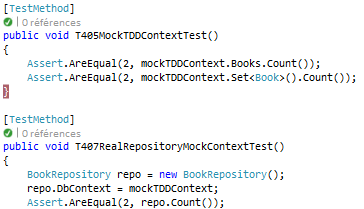 [TestMethod]
| 0 références
public void T405MockTDDContextTest()
{
Assert.AreEqual(2, mockTDDContext.Books.Count());
Assert.AreEqual(2, mockTDDContext.Set<Book>().Count());
}
[TestMethod]
| 0 références
public void T407RealRepositoryMockContextTest()
{
BookRepository repo = new BookRepository();
repo.DbContext = mockTDDContext;
Assert.AreEqual(2, repo.Count());